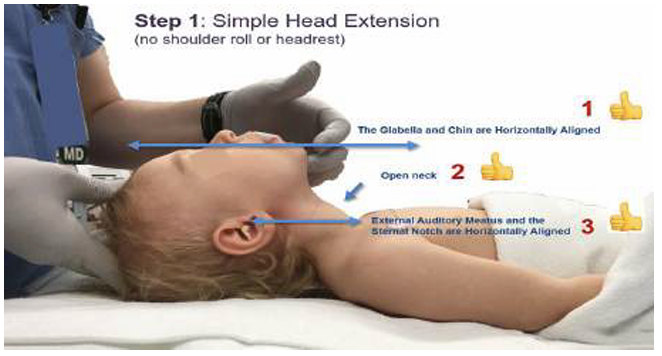 Step 1: Simple Head Extension
(no shoulder roll or headrest)
1
The Glabella and Chin are Horizontally Aligned
MD
Open neck 2
External Auditory Meatus and the
Sternal Notch are Horizontally Aligned 3